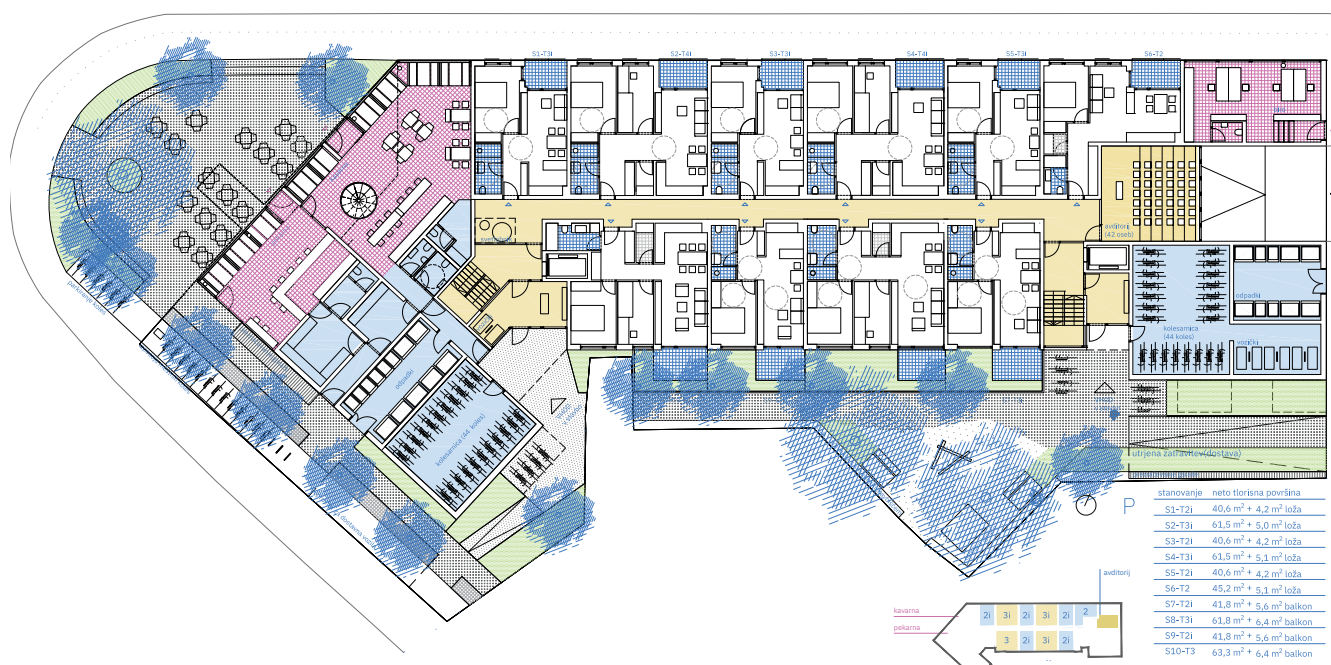 S1-T3i
S2-T4i
S3-T3i
S4-T4i
S5-T3i
S6-T2
avditorij
(42 oseb)
odpadki
kolesarnica
(44 koles)
vozički
odpadki
kolesarnica (44 koles)
utrjena zatravitev(dostava)
P
stanovanje neto tlorisna površina
S1-T2i 40,6 m² + 4,2 m² loža
S2-T3i 61,5 m² + 5,0 m² loža
S3-T2i 40,6 m² + 4,2 m² loža
S4-T3i 61,5 m² + 5,1 m² loža
S5-T2i 40,6 m² + 4,2 m² loža
S6-T2 45,2 m² + 5,1 m² loža
S7-T2i 41,8 m² + 5,6 m² balkon
S8-T3i 61,8 m² + 6,4 m² balkon
S9-T2i 41,8 m² + 5,6 m² balkon
S10-T3 63,3 m² + 6,4 m² balkon
avditorij
kavarna
pekarna
2i 3i 2i 3i 2i 2
3 2i 3i 2i